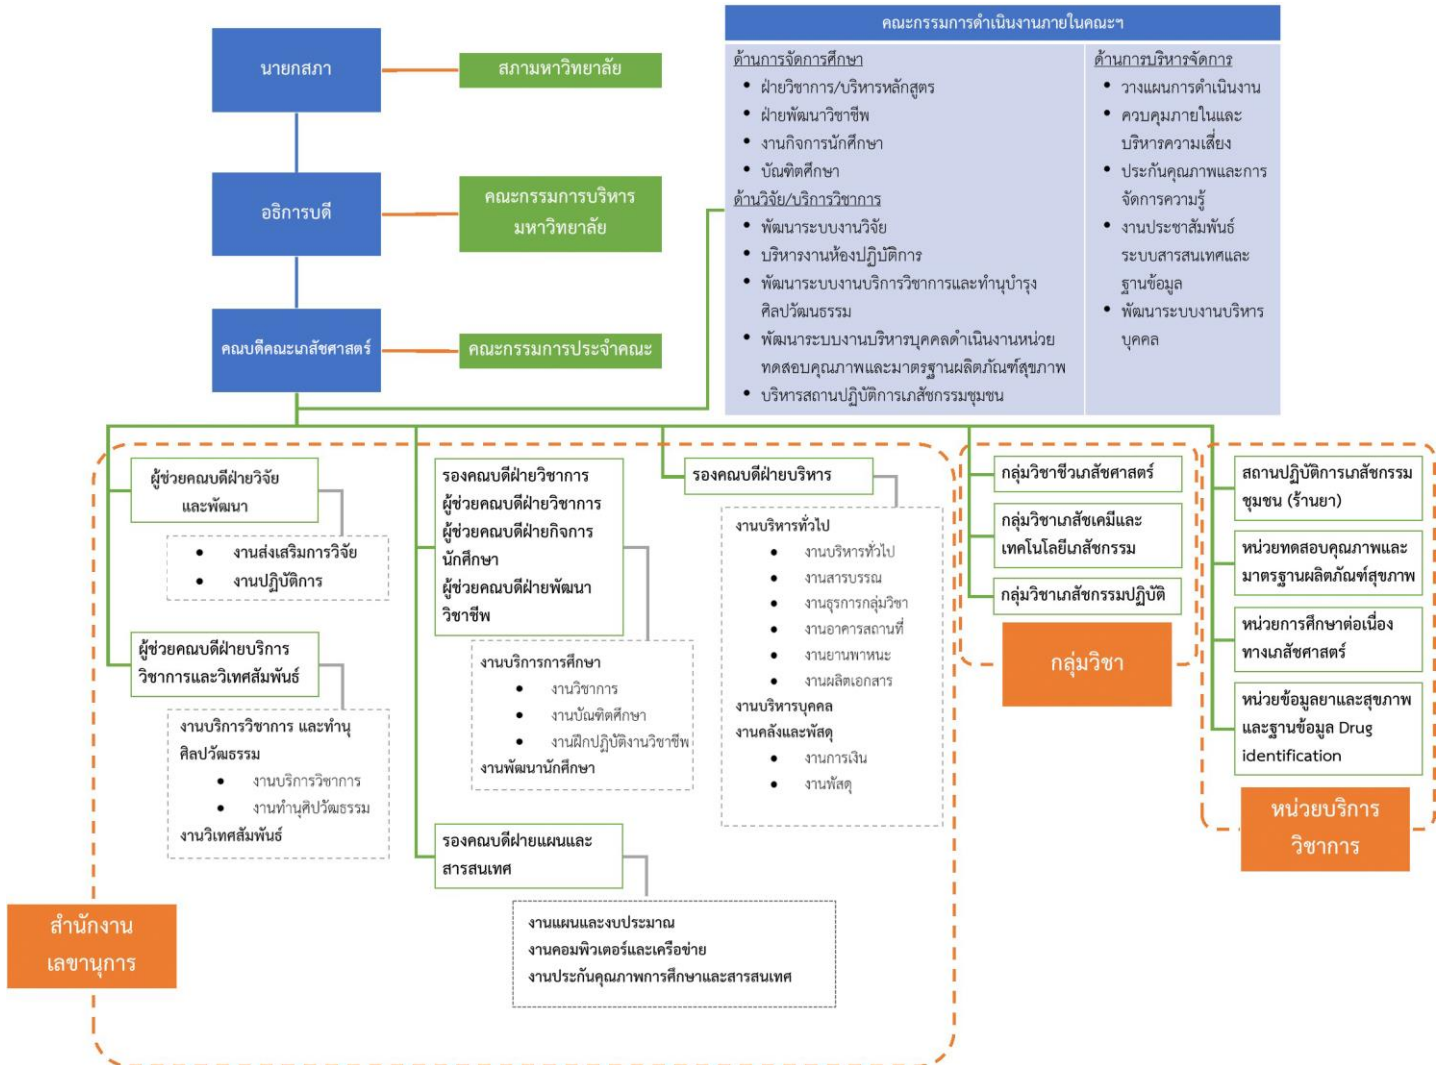 นายกสภา
สภามหาวิทยาลัย
อธิการบดี
คณะกรรมการบริหาร
มหาวิทยาลัย
คณบดีคณะเภสัชศาสตร์
คณะกรรมการประจำคณะ
คณะกรรมการดำเนินงานภายในคณะฯ
ด้านการจัดการศึกษา
• ฝ่ายวิชาการ/บริหารหลักสูตร
• ฝ่ายพัฒนาวิชาชีพ
• งานกิจการนักศึกษา
• บัณฑิตศึกษา
ด้านวิจัย/บริการวิชาการ
• พัฒนาระบบงานวิจัย
• บริหารงานห้องปฏิบัติการ
• พัฒนาระบบงานบริการวิชาการและทำนุบำรุง
ศิลปวัฒนธรรม
• พัฒนาระบบงานบริหารบุคคลดำเนินงานหน่วย
ทดสอบคุณภาพและมาตรฐานผลิตภัณฑ์สุขภาพ
• บริหารสถานปฏิบัติการเภสัชกรรมชุมชน
ด้านการบริหารจัดการ
• วางแผนการดำเนินงาน
• ควบคุมภายในและ
บริหารความเสี่ยง
• ประกันคุณภาพและการ
จัดการความรู้
• งานประชาสัมพันธ์
ระบบสารสนเทศและ
ฐานข้อมูล
• พัฒนาระบบงานบริหาร
บุคคล
ผู้ช่วยคณบดีฝ่ายวิจัย
และพัฒนา
• งานส่งเสริมการวิจัย
• งานปฏิบัติการ
ผู้ช่วยคณบดีฝ่ายบริการ
วิชาการและวิเทศสัมพันธ์
งานบริการวิชาการ และทำนุ
ศิลปวัฒธรรม
• งานบริการวิชาการ
• งานทำนุศิปวัฒธรรม
งานวิเทศสัมพันธ์
รองคณบดีฝ่ายวิชาการ
ผู้ช่วยคณบดีฝ่ายวิชาการ
ผู้ช่วยคณบดีฝ่ายกิจการ
นักศึกษา
ผู้ช่วยคณบดีฝ่ายพัฒนา
วิชาชีพ
งานบริการการศึกษา
• งานวิชาการ
• งานบัณฑิตศึกษา
• งานฝึกปฏิบัติงานวิชาชีพ
งานพัฒนานักศึกษา
รองคณบดีฝายแผนและ
สารสนเทศ
งานแผนและงบประมาณ
งานคอมพิวเตอร์และเครือข่าย
งานประกันคุณภาพการศึกษาและสารสนเทศ
รองคณบดีฝ่ายบริหาร
งานบริหารทั่วไป
• งานบริหารทั่วไป
• งานสารบรรณ
• งานธุรการกลุ่มวิชา
• งานอาคารสถานที่
• งานยานพาหนะ
• งานผลิตเอกสาร
งานบริหารบุคคล
งานคลังและพัสดุ
• งานการเงิน
• งานพัสดุ
สำนักงาน
เลขานุการ
กลุ่มวิชาชีวเภสัชศาสตร์
กลุ่มวิชาเภสัชเคมีและ
เทคโนโลยีเภสัชกรรม
กลุ่มวิชาเภสัชกรรมปฏิบัติ
กลุ่มวิชา
สถานปฏิบัติการเภสัชกรรม
ชุมชน (ร้านยา)
หน่วยทดสอบคุณภาพและ
มาตรฐานผลิตภัณฑ์สุขภาพ
หน่วยการศึกษาต่อเนื่อง
ทางเภสัชศาสตร์
หน่วยข้อมูลยาและสุขภาพ
และฐานข้อมูล Drug
identification
หน่วยบริการ
วิชาการ